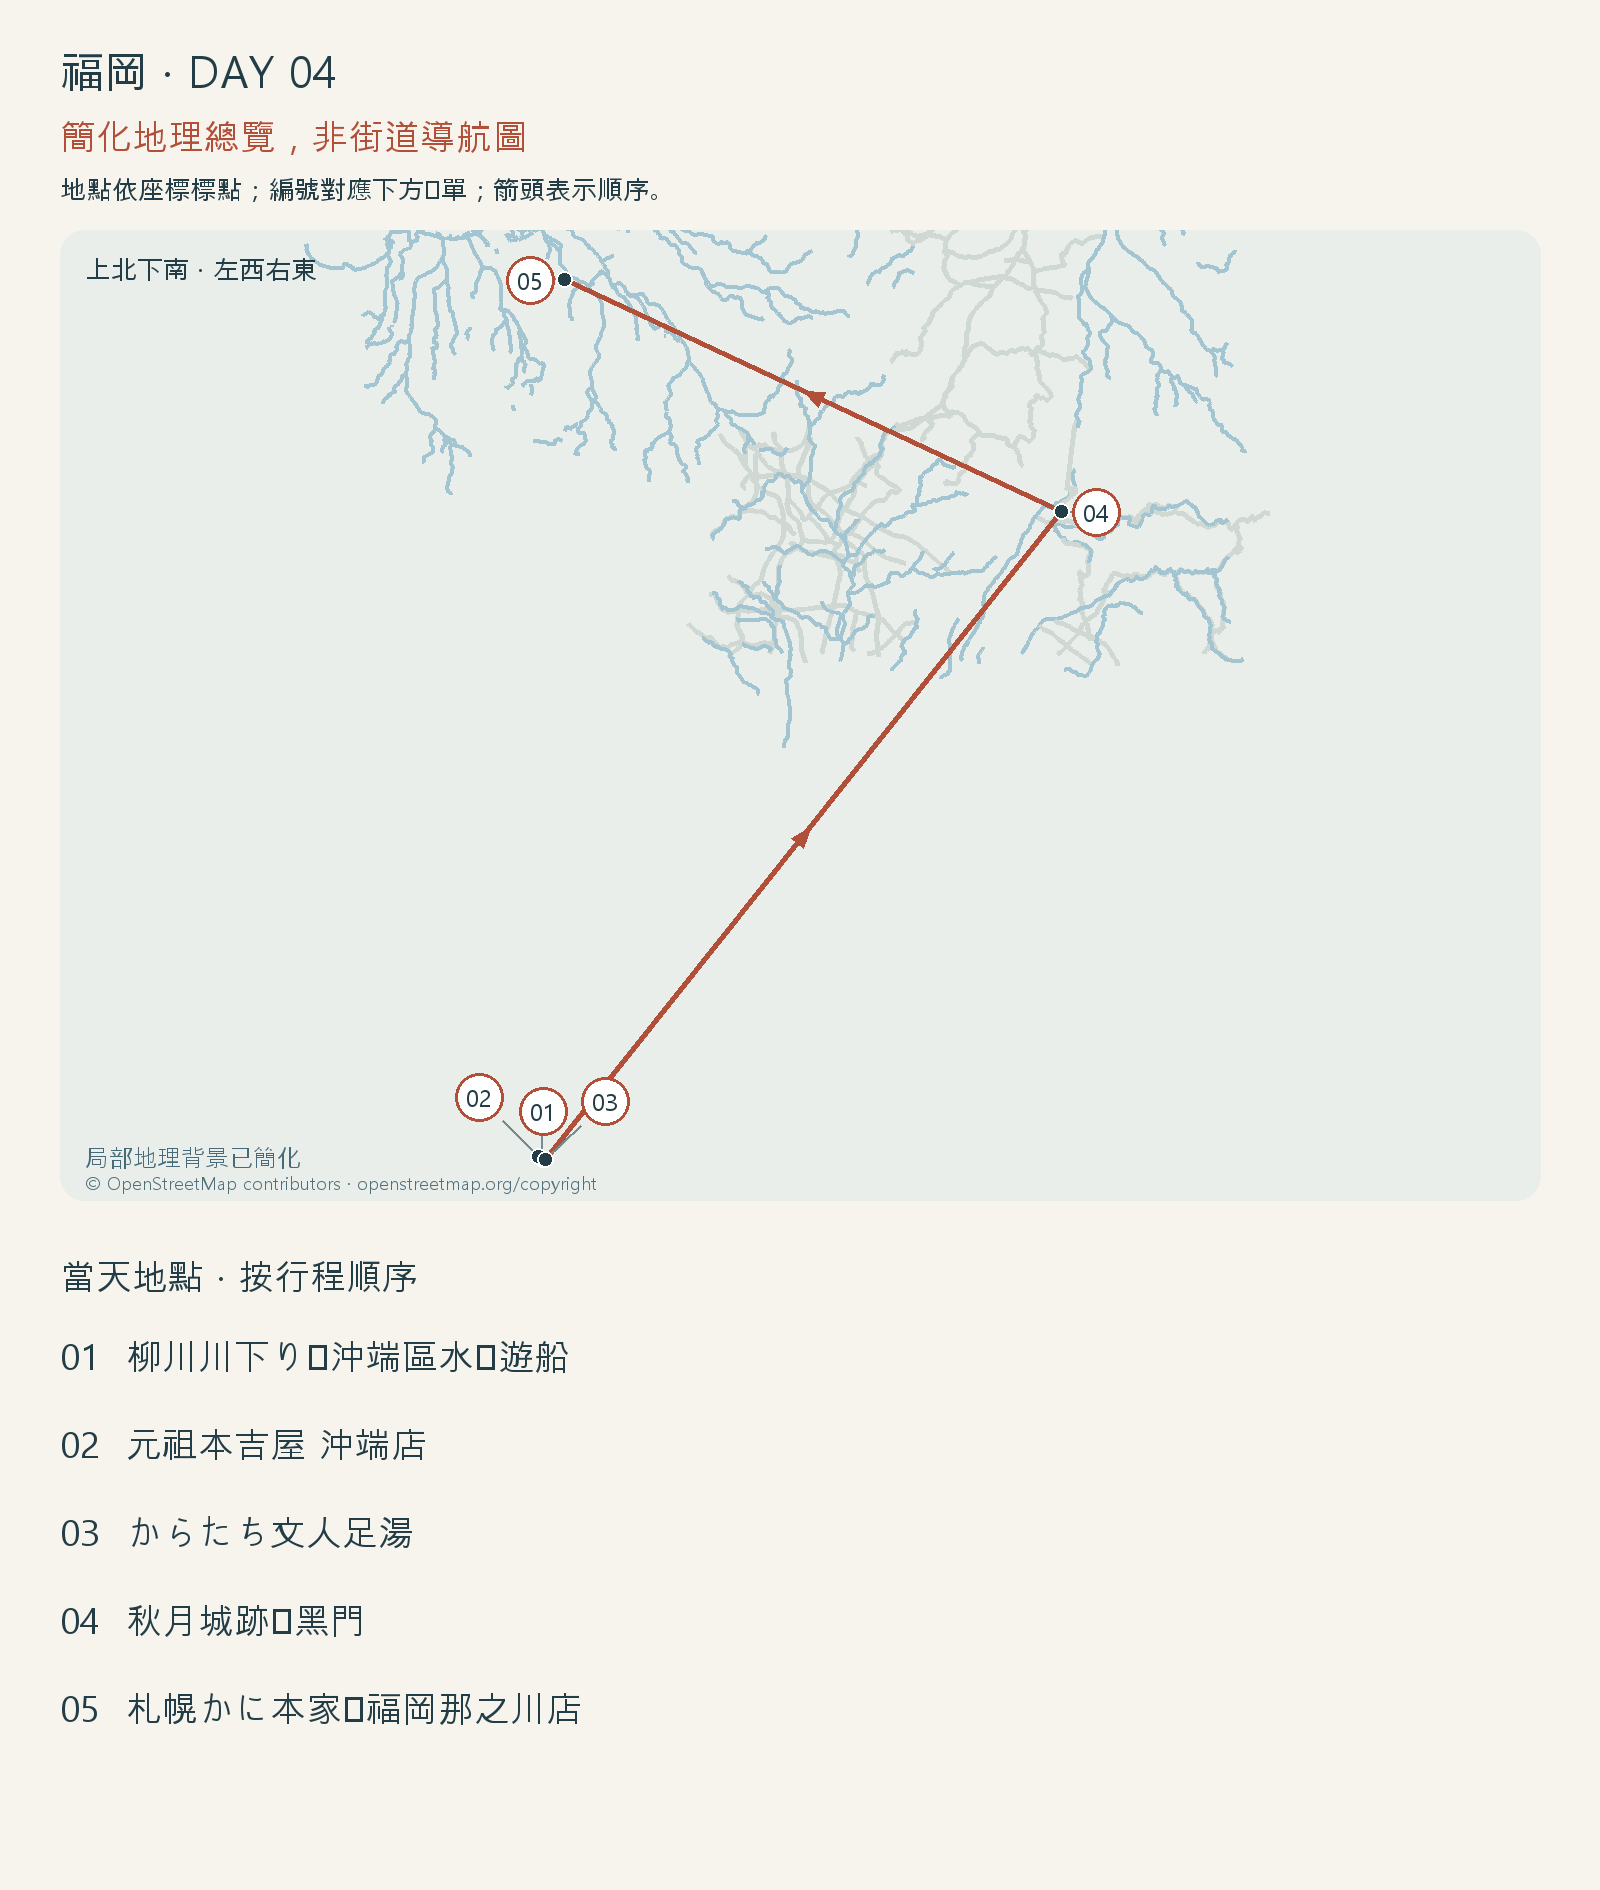 福岡 · DAY 04
簡化地理總覽，非街道導航圖
地點依座標標點；編號對應下方□單；箭頭表示順序。
上北下南 · 左西右東
05
04
02
01
03
局部地理背景已簡化
© OpenStreetMap contributors · openstreetmap.org/copyright
當天地點 · 按行程順序
01 柳川川下り□沖端區水□遊船
02 元祖本吉屋 沖端店
03 からたち文人足湯
04 秋月城跡□黑門
05 札幌かに本家□福岡那之川店